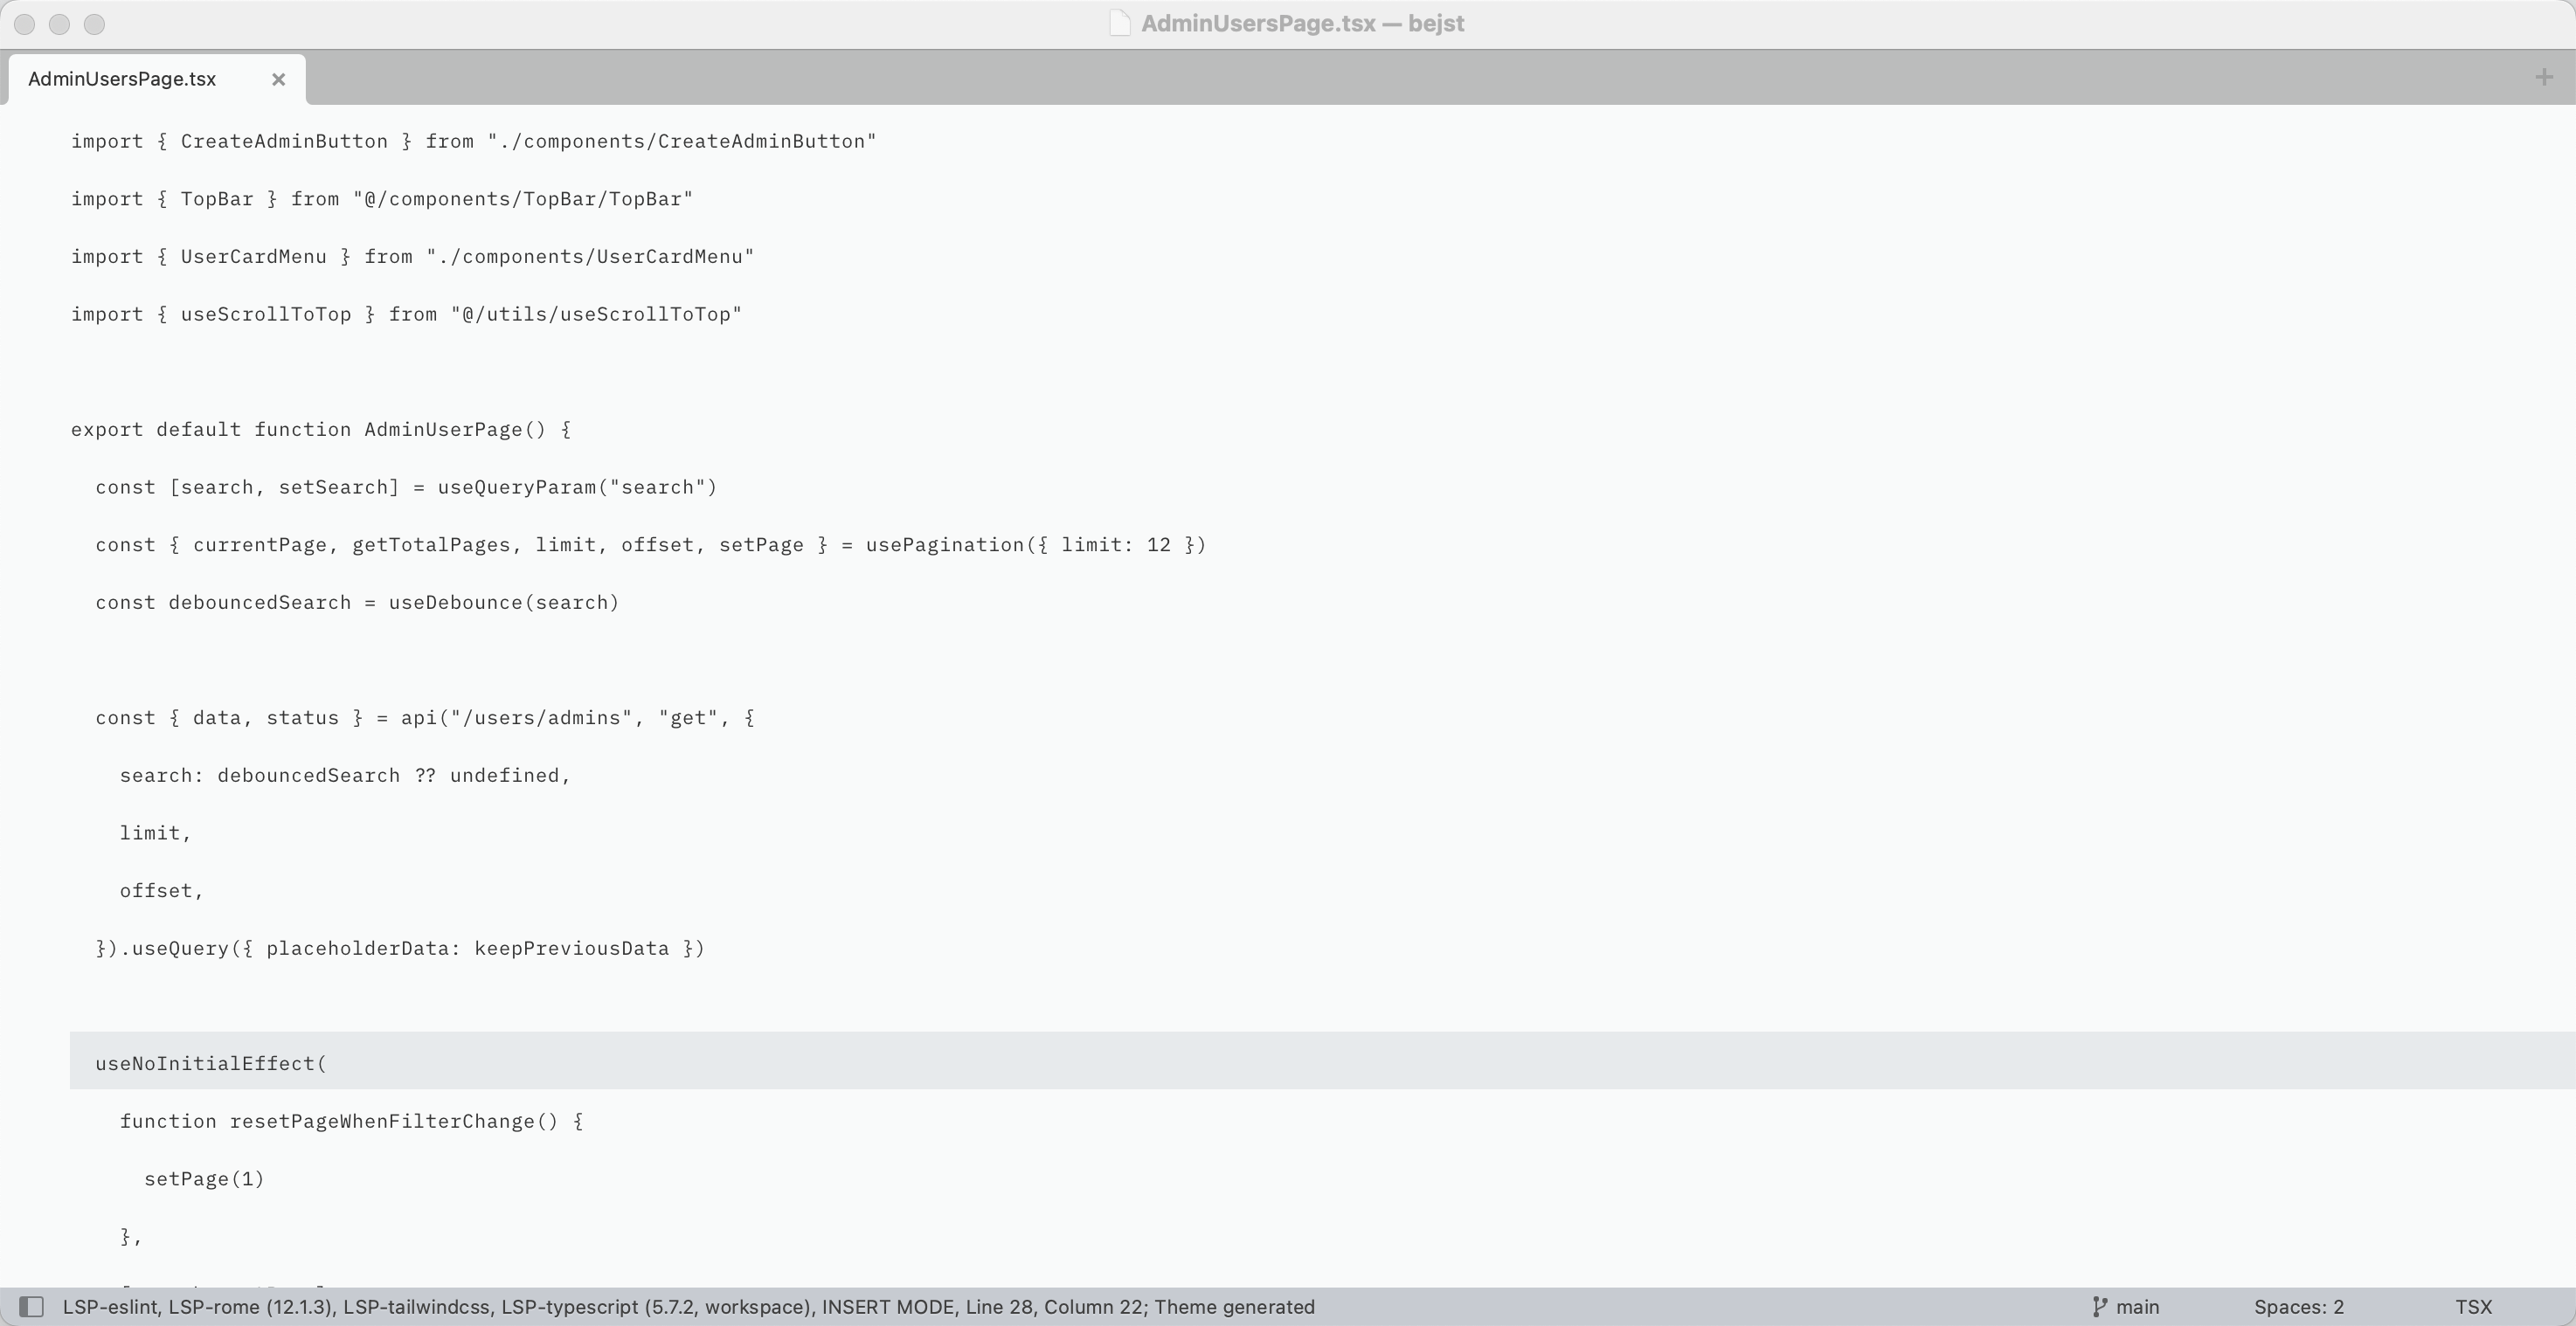 AdminUsersPage.tsx — bejst
AdminUsersPage.tsx
import { CreateAdminButton } from "./components/CreateAdminButton"
import { TopBar } from "@/components/TopBar/TopBar"
import { UserCardMenu } from "./components/UserCardMenu"
import { useScrollToTop } from "@/utils/useScrollToTop"
export default function AdminUserPage() {
  const [search, setSearch] = useQueryParam("search")
  const { currentPage, getTotalPages, limit, offset, setPage } = usePagination({ limit: 12 })
  const debouncedSearch = useDebounce(search)
  const { data, status } = api("/users/admins", "get", {
    search: debouncedSearch ?? undefined,
    limit,
    offset,
  }).useQuery({ placeholderData: keepPreviousData })
  useNoInitialEffect(
    function resetPageWhenFilterChange() {
      setPage(1)
    },
LSP-eslint, LSP-rome (12.1.3), LSP-tailwindcss, LSP-typescript (5.7.2, workspace), INSERT MODE, Line 28, Column 22; Theme generated
main
Spaces: 2
TSX